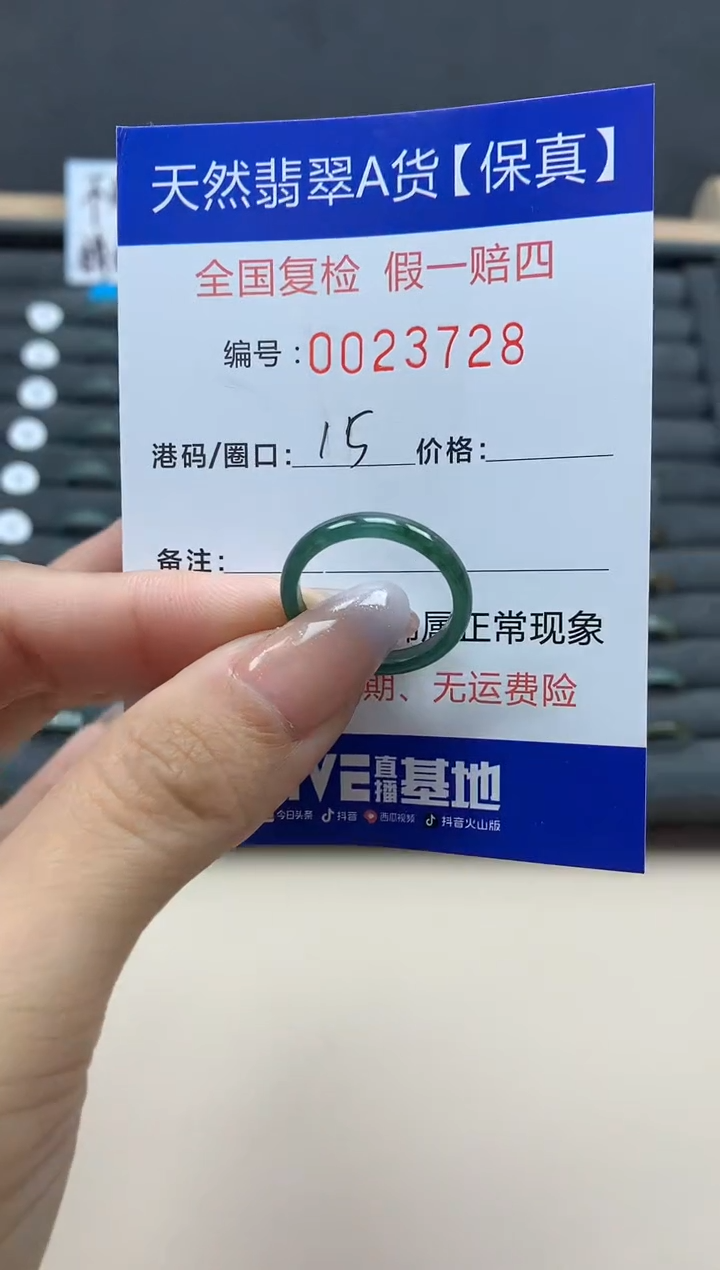 天然翡翠A货【保真】
全国复检 假一赔四
编号：0023728
港码/圈口：15 价格：
备注：
属正常现象
期、无运费险
直播基地
今日头条 抖音 西瓜视频 抖音火山版